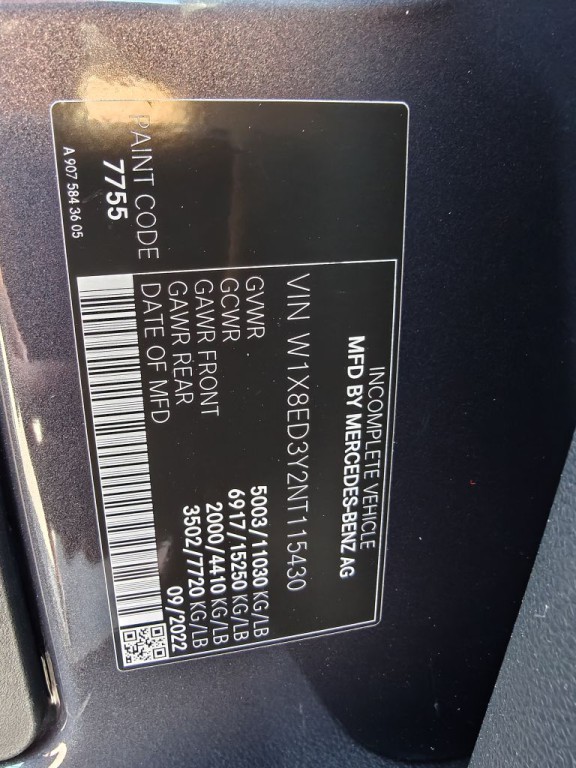 INCOMPLETE VEHICLE
MFD BY MERCEDES-BENZ AG
VIN W1X8ED3Y2NT115430
GVWR 5003/11030 KG/LB
GCWR 6917/15250 KG/LB
GAWR FRONT 2000/4410 KG/LB
GAWR REAR 3502/7720 KG/LB
DATE OF MFD 09/2022
PAINT CODE
7755
A 907 584 36 05